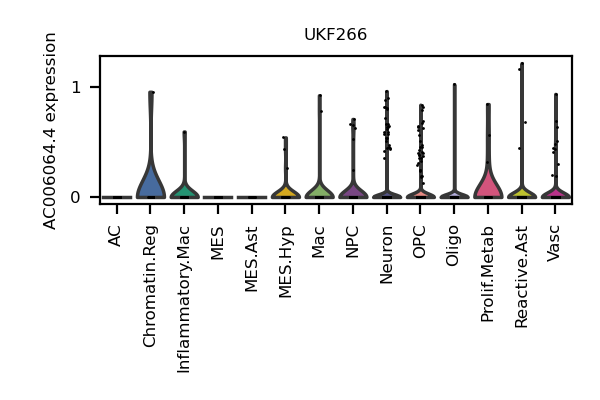 UKF266
AC006064.4 expression
1
0
AC
Chromatin.Reg
Inflammatory.Mac
MES
MES.Ast
MES.Hyp
Mac
NPC
Neuron
OPC
Oligo
Prolif.Metab
Reactive.Ast
Vasc